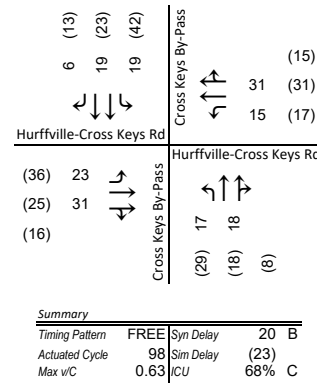 (13) (23) (42)
6 19 19
Cross Keys By-Pass
(15)
31 (31)
15 (17)
Hurffville-Cross Keys Rd
Hurffville-Cross Keys Rd
(36) 23
(25) 31
(16)
Cross Keys By-Pass
17 18
(29) (18) (8)
Summary
Timing Pattern FREE Syn Delay 20 B
Actuated Cycle 98 Sim Delay (23)
Max v/C 0.63 ICU 68% C